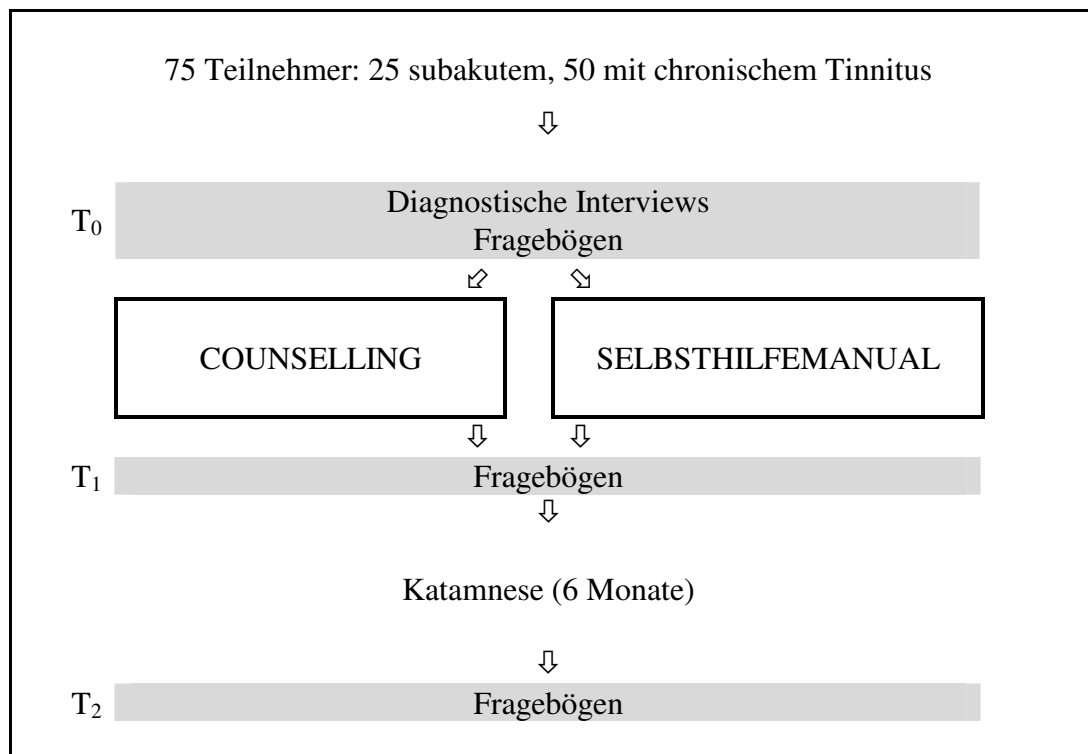 75 Teilnehmer: 25 subakutem, 50 mit chronischem Tinnitus
⇩
T₀
Diagnostische Interviews
Fragebögen
⬃ ⬂
COUNSELLING
SELBSTHILFEMANUAL
⇩ ⇩
T₁
Fragebögen
⇩
Katamnese (6 Monate)
⇩
T₂
Fragebögen